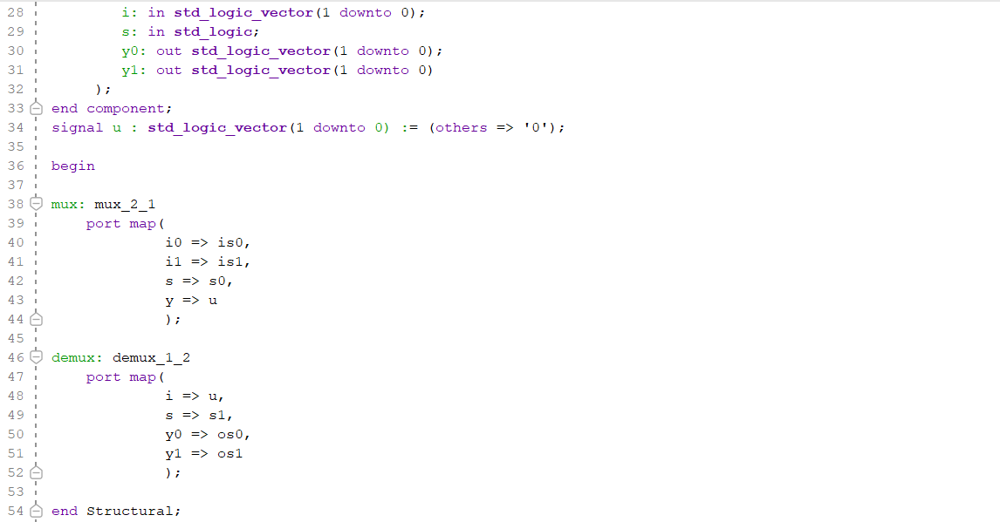 28 i: in std_logic_vector(1 downto 0);
29 s: in std_logic;
30 y0: out std_logic_vector(1 downto 0);
31 y1: out std_logic_vector(1 downto 0)
32 );
33 end component;
34 signal u : std_logic_vector(1 downto 0) := (others => '0');
35
36 begin
37
38 mux: mux_2_1
39 port map(
40 i0 => is0,
41 i1 => is1,
42 s => s0,
43 y => u
44 );
45
46 demux: demux_1_2
47 port map(
48 i => u,
49 s => s1,
50 y0 => os0,
51 y1 => os1
52 );
53
54 end Structural;